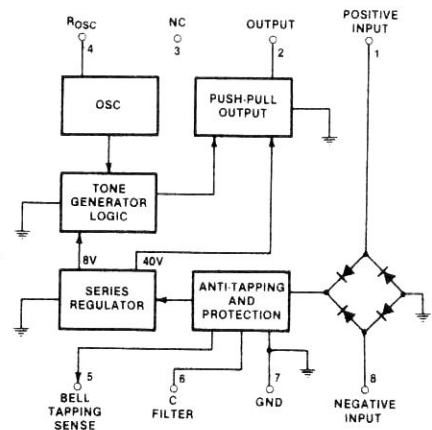 ROSC
4
NC
3
OUTPUT
2
POSITIVE
INPUT
1
OSC
PUSH-PULL
OUTPUT
TONE
GENERATOR
LOGIC
8V
40V
SERIES
REGULATOR
ANTI-TAPPING
AND
PROTECTION
5
BELL
TAPPING
SENSE
6
C
FILTER
7
GND
8
NEGATIVE
INPUT